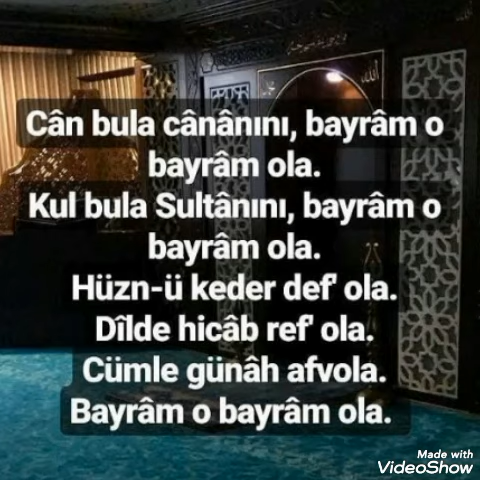 Cân bula cânânını, bayrâm o
bayrâm ola.
Kul bula Sultânını, bayrâm o
bayrâm ola.
Hüzn-ü keder def' ola.
Dîlde hicâb ref' ola.
Cümle günâh afvola.
Bayrâm o bayrâm ola.
Made with
VideoShow